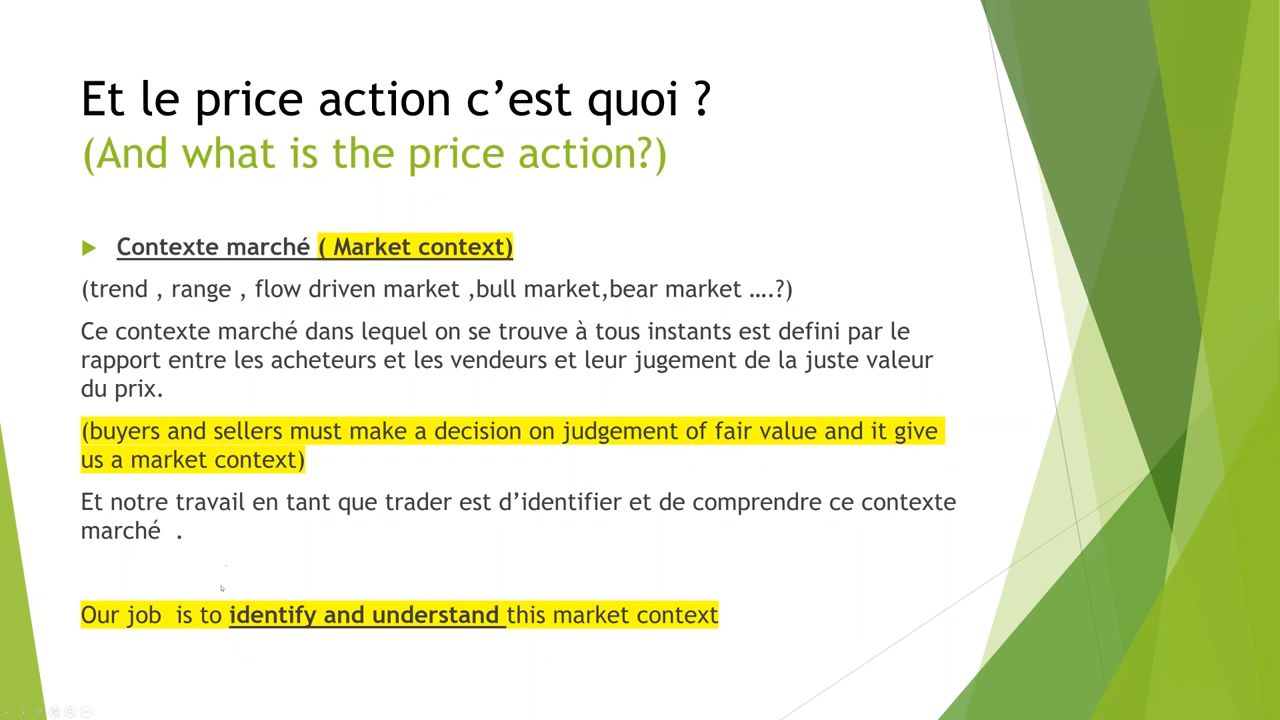 Et le price action c’est quoi ?
(And what is the price action?)
Contexte marché ( Market context)
(trend , range , flow driven market ,bull market,bear market ….?)
Ce contexte marché dans lequel on se trouve à tous instants est defini par le
rapport entre les acheteurs et les vendeurs et leur jugement de la juste valeur
du prix.
(buyers and sellers must make a decision on judgement of fair value and it give
us a market context)
Et notre travail en tant que trader est d’identifier et de comprendre ce contexte
marché  .
Our job  is to identify and understand this market context